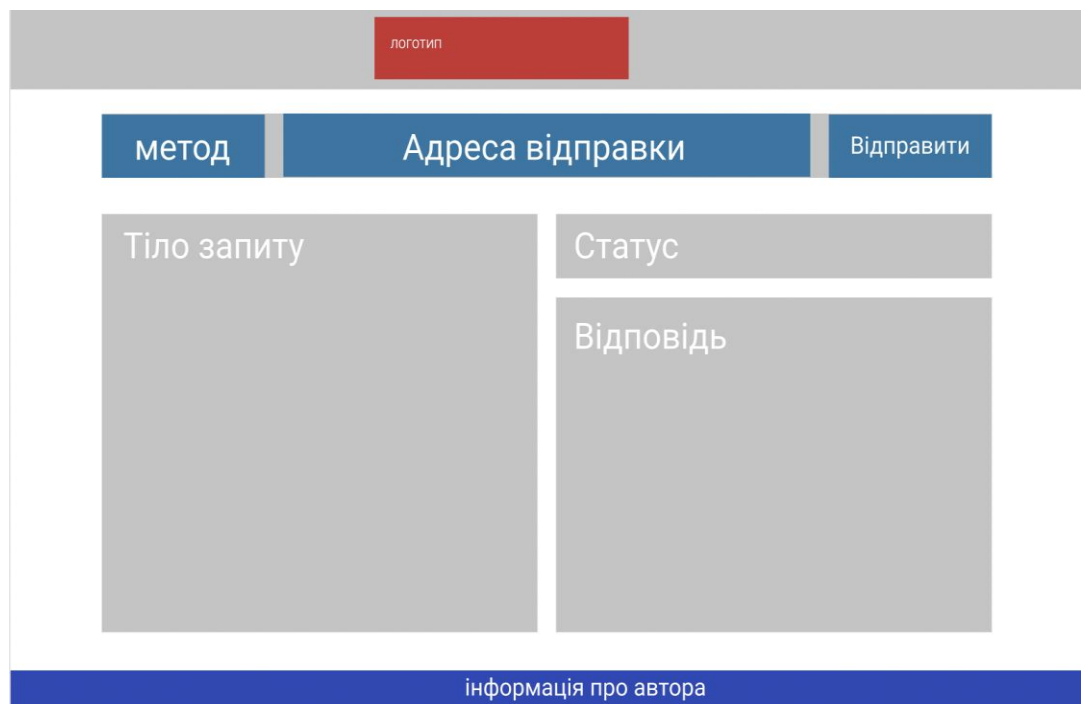 логотип
метод
Адреса відправки
Відправити
Тіло запиту
Статус
Відповідь
інформація про автора